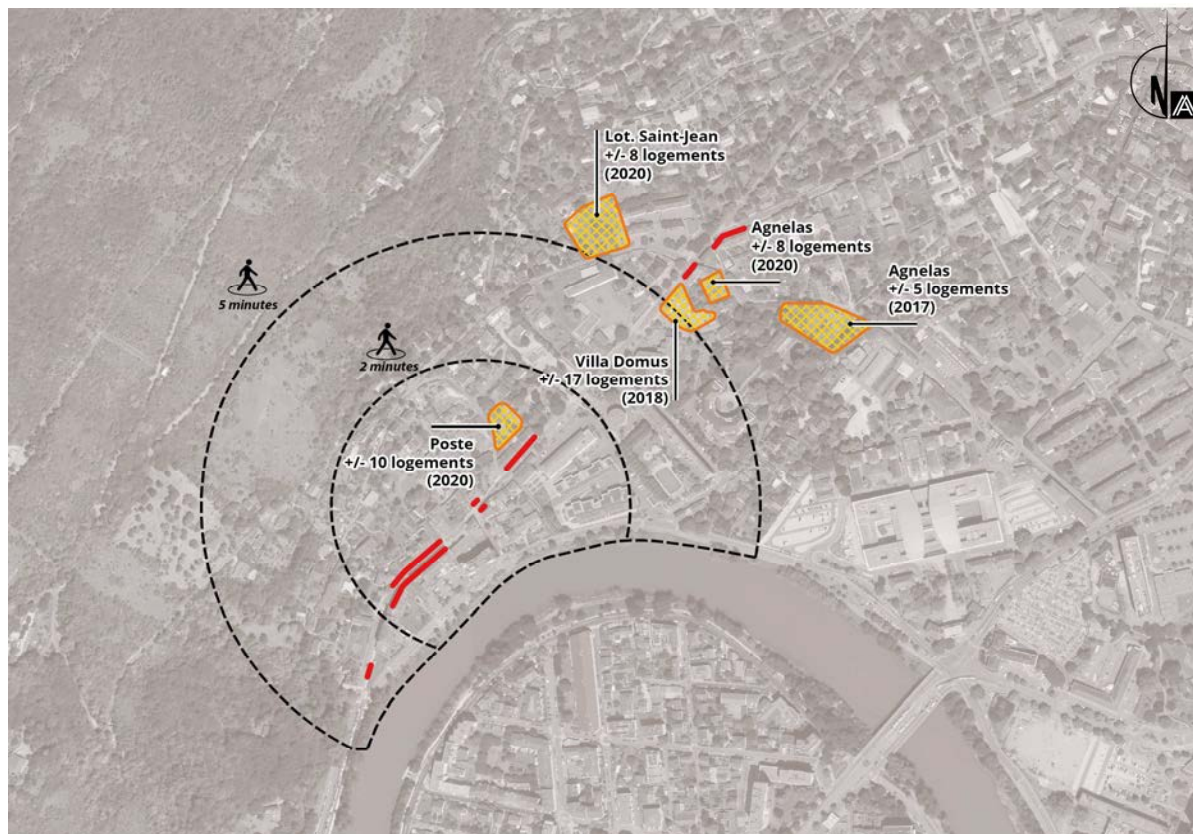 N
Lot. Saint-Jean
+/- 8 logements
(2020)
Agnelas
+/- 8 logements
(2020)
Agnelas
+/- 5 logements
(2017)
5 minutes
2 minutes
Villa Domus
+/- 17 logements
(2018)
Poste
+/- 10 logements
(2020)